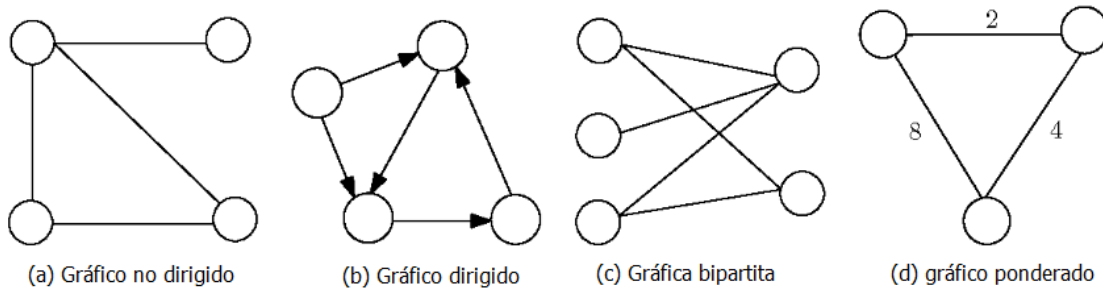 2
8
4
(a) Gráfico no dirigido
(b) Gráfico dirigido
(c) Gráfica bipartita
(d) gráfico ponderado